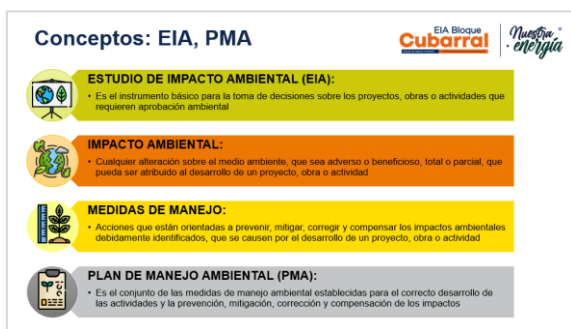 Conceptos: EIA, PMA
EIA Bloque
Cubarral
Nuestra
energía
ESTUDIO DE IMPACTO AMBIENTAL (EIA):
• Es el instrumento básico para la toma de decisiones sobre los proyectos, obras o actividades que
requieren aprobación ambiental
IMPACTO AMBIENTAL:
• Cualquier alteración sobre el medio ambiente, que sea adverso o beneficioso, total o parcial, que
pueda ser atribuido al desarrollo de un proyecto, obra o actividad
MEDIDAS DE MANEJO:
• Acciones que están orientadas a prevenir, mitigar, corregir y compensar los impactos ambientales
debidamente identificados, que se causen por el desarrollo de un proyecto, obra o actividad
PLAN DE MANEJO AMBIENTAL (PMA):
• Es el conjunto de las medidas de manejo ambiental establecidas para el correcto desarrollo de
las actividades y la prevención, mitigación, corrección y compensación de los impactos